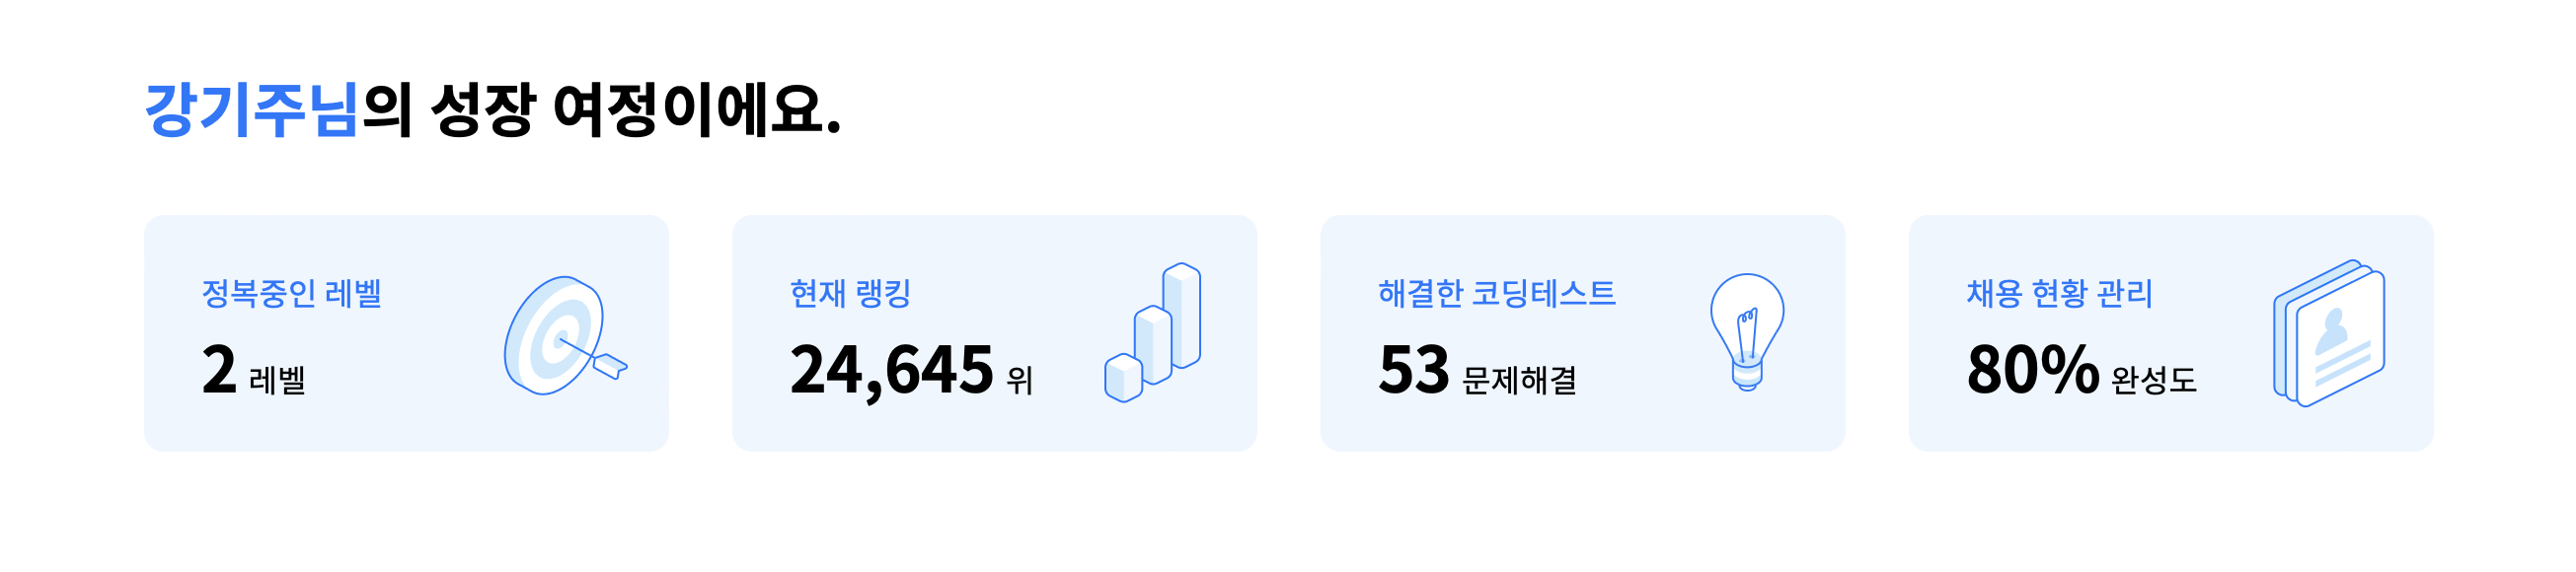 강기주님의 성장 여정이에요.
정복중인 레벨
2 레벨
현재 랭킹
24,645 위
해결한 코딩테스트
53 문제해결
채용 현황 관리
80% 완성도